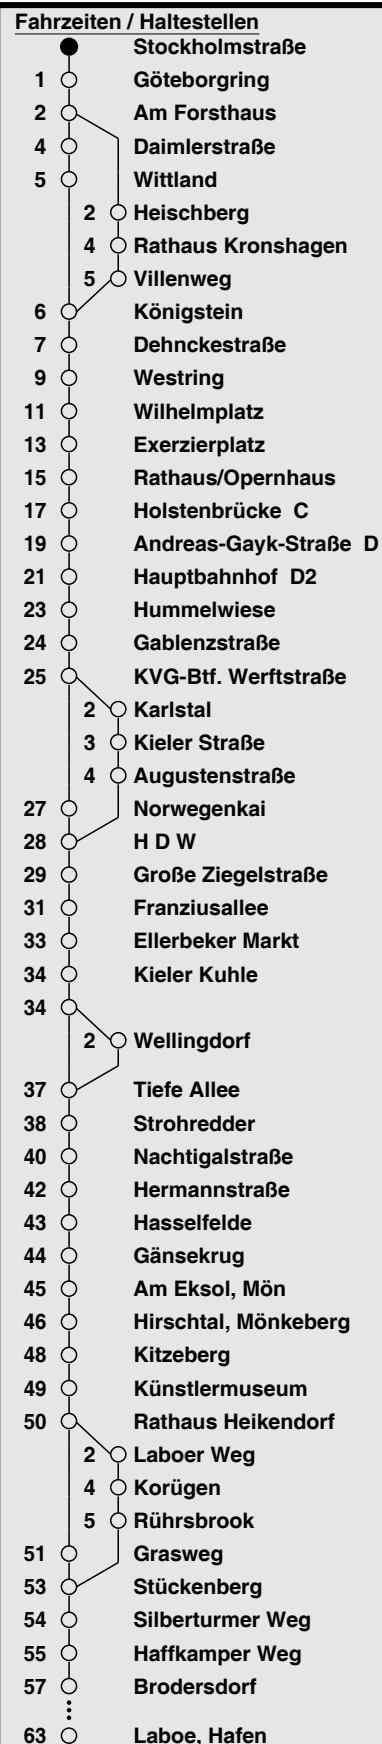 Fahrzeiten / Haltestellen
Stockholmstraße
1 Göteborgring
2 Am Forsthaus
4 Daimlerstraße
5 Wittland
2 Heischberg
4 Rathaus Kronshagen
5 Villenweg
6 Königstein
7 Dehnckestraße
9 Westring
11 Wilhelmplatz
13 Exerzierplatz
15 Rathaus/Opernhaus
17 Holstenbrücke C
19 Andreas-Gayk-Straße D
21 Hauptbahnhof D2
23 Hummelwiese
24 Gablenzstraße
25 KVG-Btf. Werftstraße
2 Karlstal
3 Kieler Straße
4 Augustenstraße
27 Norwegenkai
28 H D W
29 Große Ziegelstraße
31 Franziusallee
33 Ellerbeker Markt
34 Kieler Kuhle
34
2 Wellingdorf
37 Tiefe Allee
38 Strohredder
40 Nachtigalstraße
42 Hermannstraße
43 Hasselfelde
44 Gänsekrug
45 Am Eksol, Mön
46 Hirschtal, Mönkeberg
48 Kitzeberg
49 Künstlermuseum
50 Rathaus Heikendorf
2 Laboer Weg
4 Korügen
5 Rührsbrook
51 Grasweg
53 Stückenberg
54 Silberturmer Weg
55 Haffkamper Weg
57 Brodersdorf
63 Laboe, Hafen